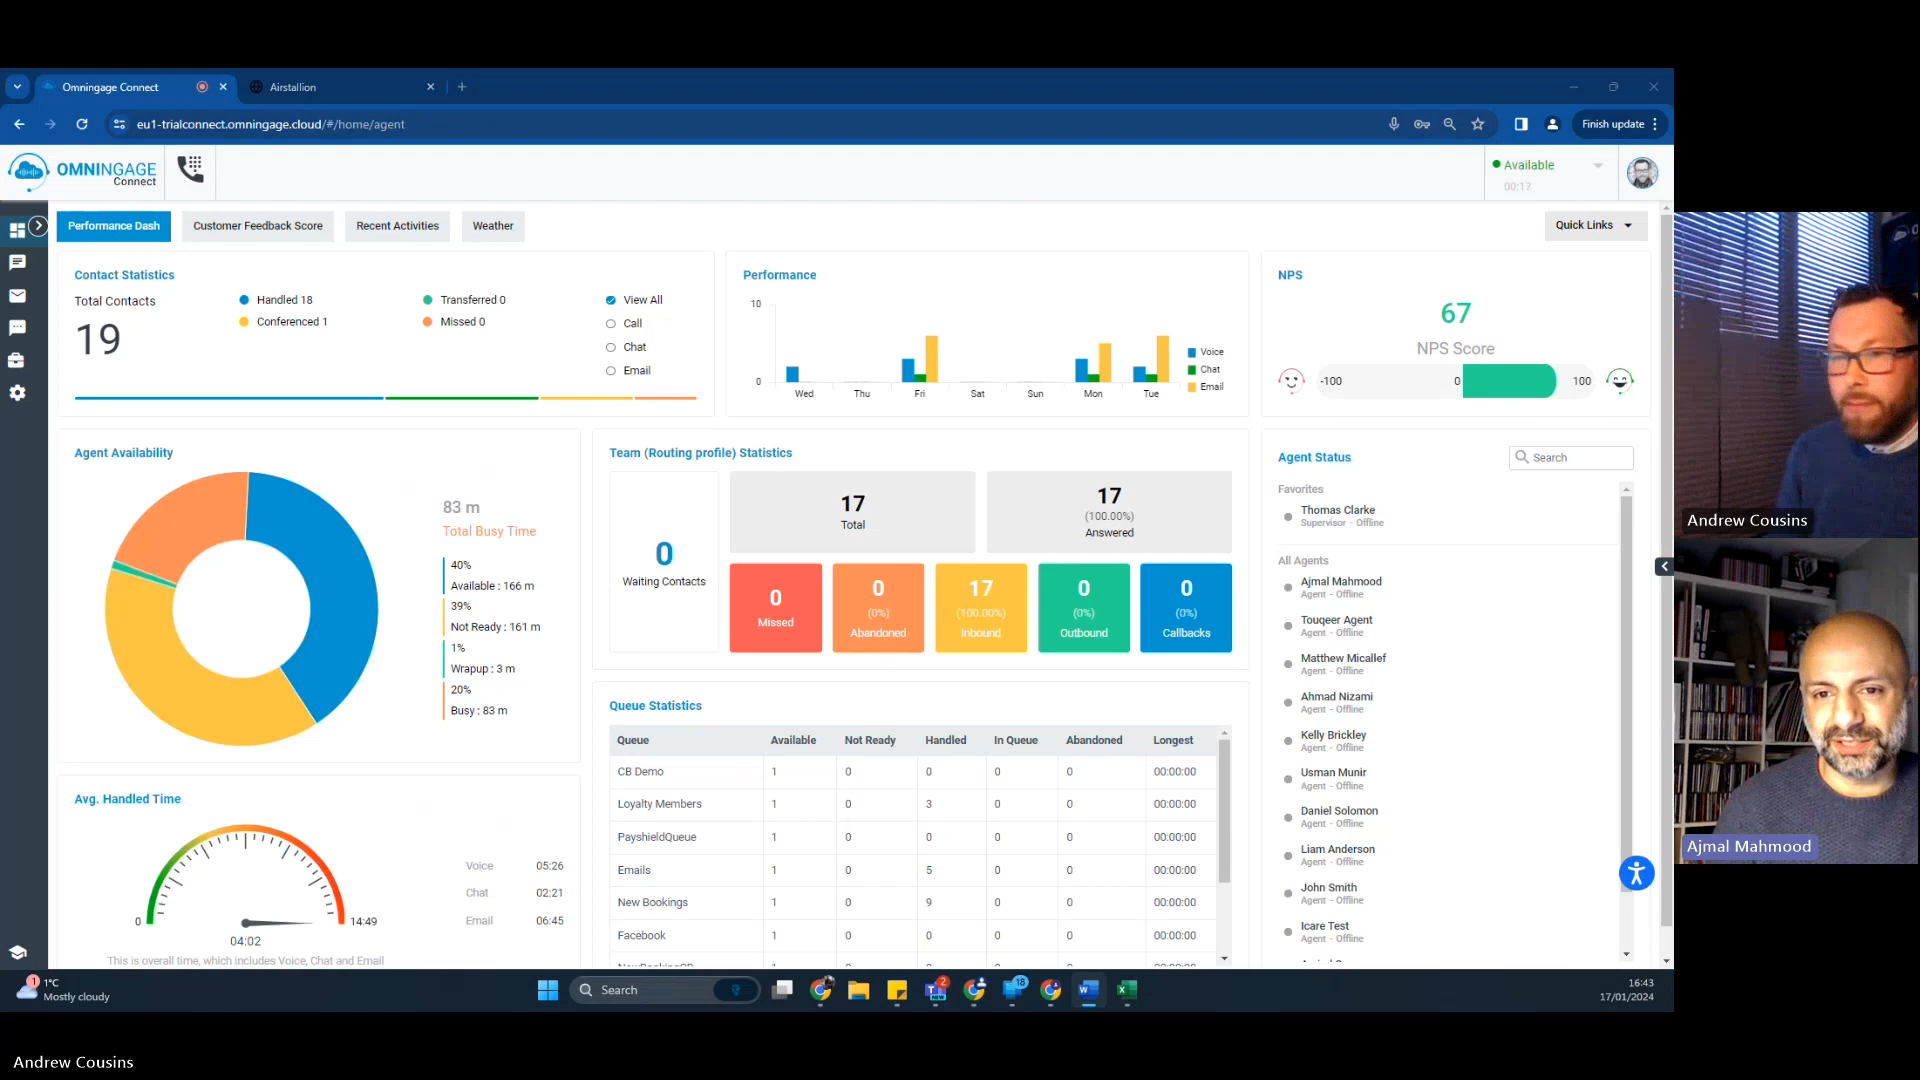 Omningage Connect
Airstallion
eu1-trialconnect.omningage.cloud/#/home/agent
Finish update
OMNINGAGE
Connect
Available
00:17
Performance Dash
Customer Feedback Score
Recent Activities
Weather
Quick Links
Contact Statistics
Total Contacts
19
Handled 18
Conferenced 1
Transferred 0
Missed 0
View All
Call
Chat
Email
Performance
10
0
Wed
Thu
Fri
Sat
Sun
Mon
Tue
Voice
Chat
Email
NPS
67
NPS Score
-100
0
100
Agent Availability
83 m
Total Busy Time
40%
Available : 166 m
39%
Not Ready : 161 m
1%
Wrapup : 3 m
20%
Busy : 83 m
Team (Routing profile) Statistics
0
Waiting Contacts
17
Total
17
(100.00%)
Answered
0
Missed
0
(0%)
Abandoned
17
(100.00%)
Inbound
0
(0%)
Outbound
0
(0%)
Callbacks
Agent Status
Search
Favorites
Thomas Clarke
Supervisor - Offline
All Agents
Ajmal Mahmood
Agent - Offline
Touqeer Agent
Agent - Offline
Matthew Micallef
Agent - Offline
Ahmad Nizami
Agent - Offline
Kelly Brickley
Agent - Offline
Usman Munir
Agent - Offline
Daniel Solomon
Agent - Offline
Liam Anderson
Agent - Offline
John Smith
Agent - Offline
Icare Test
Agent - Offline
Queue Statistics
Queue Available Not Ready Handled In Queue Abandoned Longest
CB Demo 1 0 0 0 0 00:00:00
Loyalty Members 1 0 3 0 0 00:00:00
PayshieldQueue 1 0 0 0 0 00:00:00
Emails 1 0 5 0 0 00:00:00
New Bookings 1 0 9 0 0 00:00:00
Facebook 1 0 0 0 0 00:00:00
Avg. Handled Time
0
14:49
04:02
Voice 05:26
Chat 02:21
Email 06:45
This is overall time, which includes Voice, Chat and Email
1
1°C
Mostly cloudy
Search
2
18
16:43
17/01/2024
Andrew Cousins
Ajmal Mahmood
Andrew Cousins